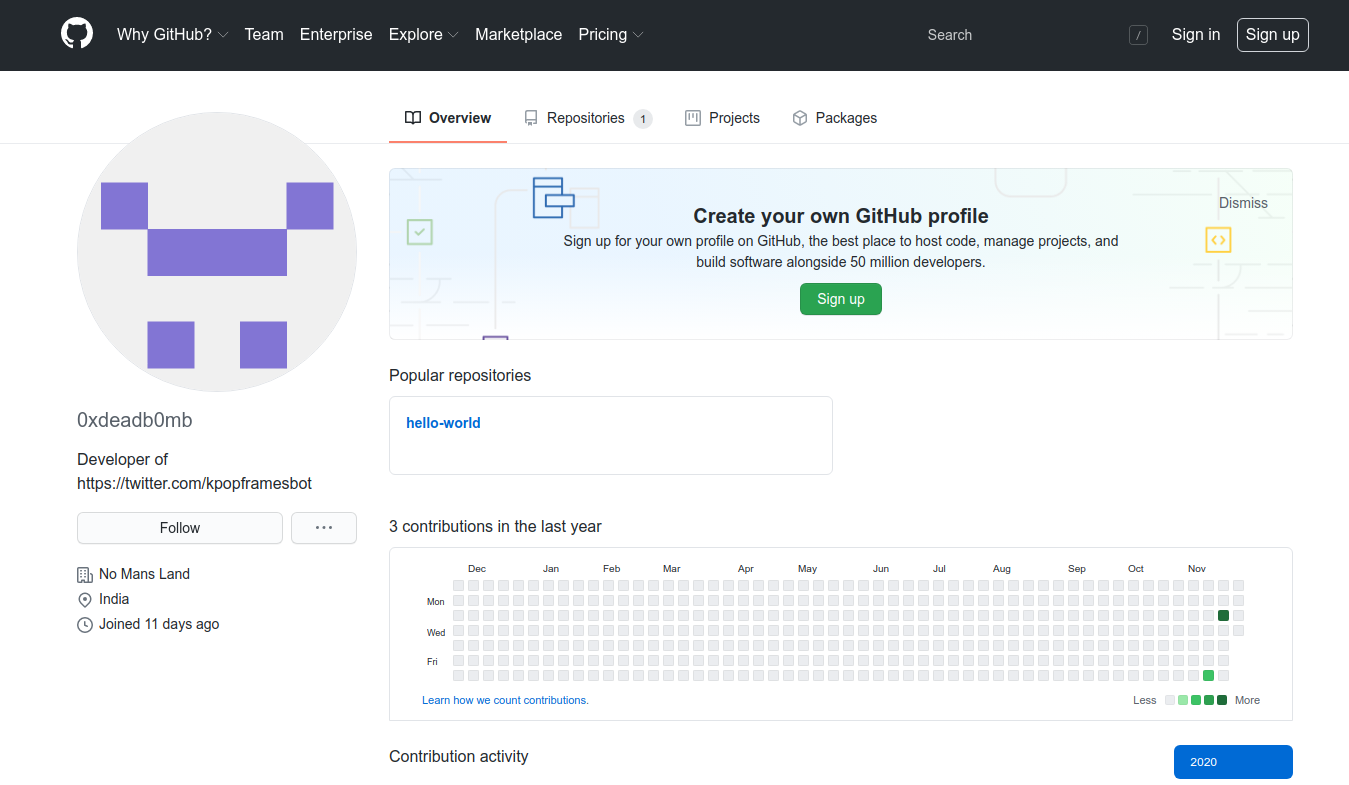 Why GitHub? Team Enterprise Explore Marketplace Pricing Search / Sign in Sign up
Overview Repositories 1 Projects Packages
Create your own GitHub profile
Dismiss
Sign up for your own profile on GitHub, the best place to host code, manage projects, and
build software alongside 50 million developers.
Sign up
0xdeadb0mb
Developer of
https://twitter.com/kpopframesbot
Follow
No Mans Land
India
Joined 11 days ago
Popular repositories
hello-world
3 contributions in the last year
Dec Jan Feb Mar Apr May Jun Jul Aug Sep Oct Nov
Mon
Wed
Fri
Learn how we count contributions.
Less More
Contribution activity
2020